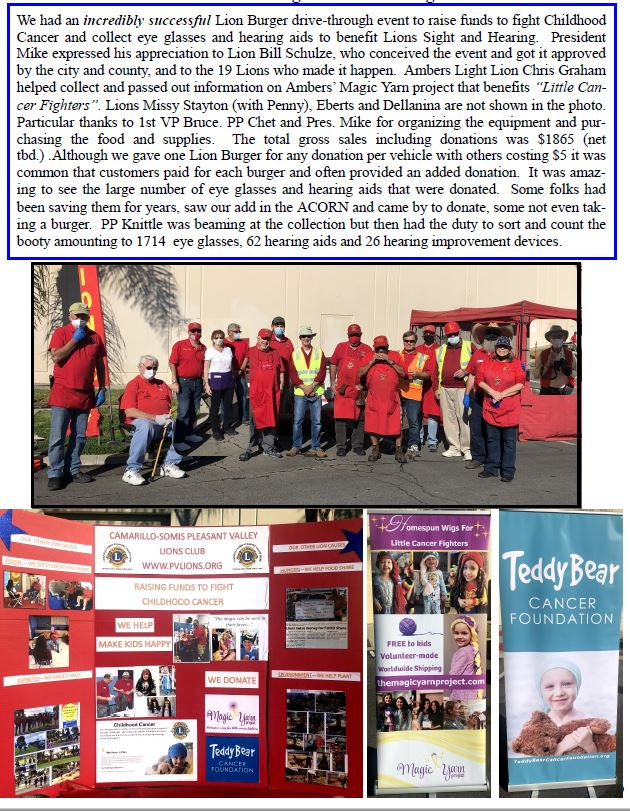 We had an incredibly successful Lion Burger drive-through event to raise funds to fight Childhood
Cancer and collect eye glasses and hearing aids to benefit Lions Sight and Hearing. President
Mike expressed his appreciation to Lion Bill Schulze, who conceived the event and got it approved
by the city and county, and to the 19 Lions who made it happen. Ambers Light Lion Chris Graham
helped collect and passed out information on Ambers’ Magic Yarn project that benefits “Little Can-
cer Fighters”. Lions Missy Stayton (with Penny), Eberts and Dellanina are not shown in the photo.
Particular thanks to 1st VP Bruce. PP Chet and Pres. Mike for organizing the equipment and pur-
chasing the food and supplies. The total gross sales including donations was $1865 (net
tbd.) .Although we gave one Lion Burger for any donation per vehicle with others costing $5 it was
common that customers paid for each burger and often provided an added donation. It was amaz-
ing to see the large number of eye glasses and hearing aids that were donated. Some folks had
been saving them for years, saw our add in the ACORN and came by to donate, some not even tak-
ing a burger. PP Knittle was beaming at the collection but then had the duty to sort and count the
booty amounting to 1714 eye glasses, 62 hearing aids and 26 hearing improvement devices.
OUR OTHER LION CAUSES
CAMARILLO-SOMIS PLEASANT VALLEY
LIONS CLUB
WWW.PVLIONS.ORG
RAISING FUNDS TO FIGHT
CHILDHOOD CANCER
WE HELP
MAKE KIDS HAPPY
"The magic can be seen in
their faces..."
WE DONATE
Magic Yarn
project
Teddy Bear
CANCER
FOUNDATION
Childhood Cancer
OUR OTHER LION CAUSES
HUNGER—WE HELP FOOD SHARE
ENVIRONMENT—WE HELP PLANT
Homespun Wigs For
Little Cancer Fighters
FREE to kids
Volunteer-made
Worldwide Shipping
themagicyarnproject.com
Magic Yarn
project
Teddy Bear
CANCER
FOUNDATION
TeddyBearCancerFoundation.org